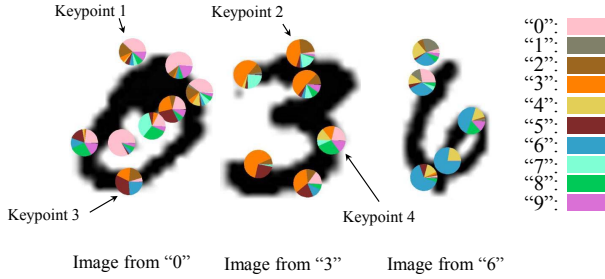 Keypoint 1
Keypoint 2
Keypoint 3
Keypoint 4
Image from “0”
Image from “3”
Image from “6”
“0”:
“1”:
“2”:
“3”:
“4”:
“5”:
“6”:
“7”:
“8”:
“9”: